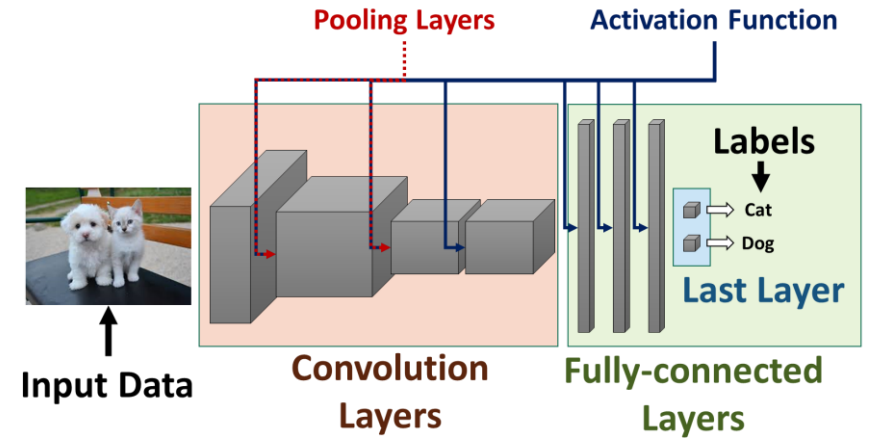 Pooling Layers
Activation Function
Labels
Cat
Dog
Last Layer
Input Data
Convolution
Layers
Fully-connected
Layers